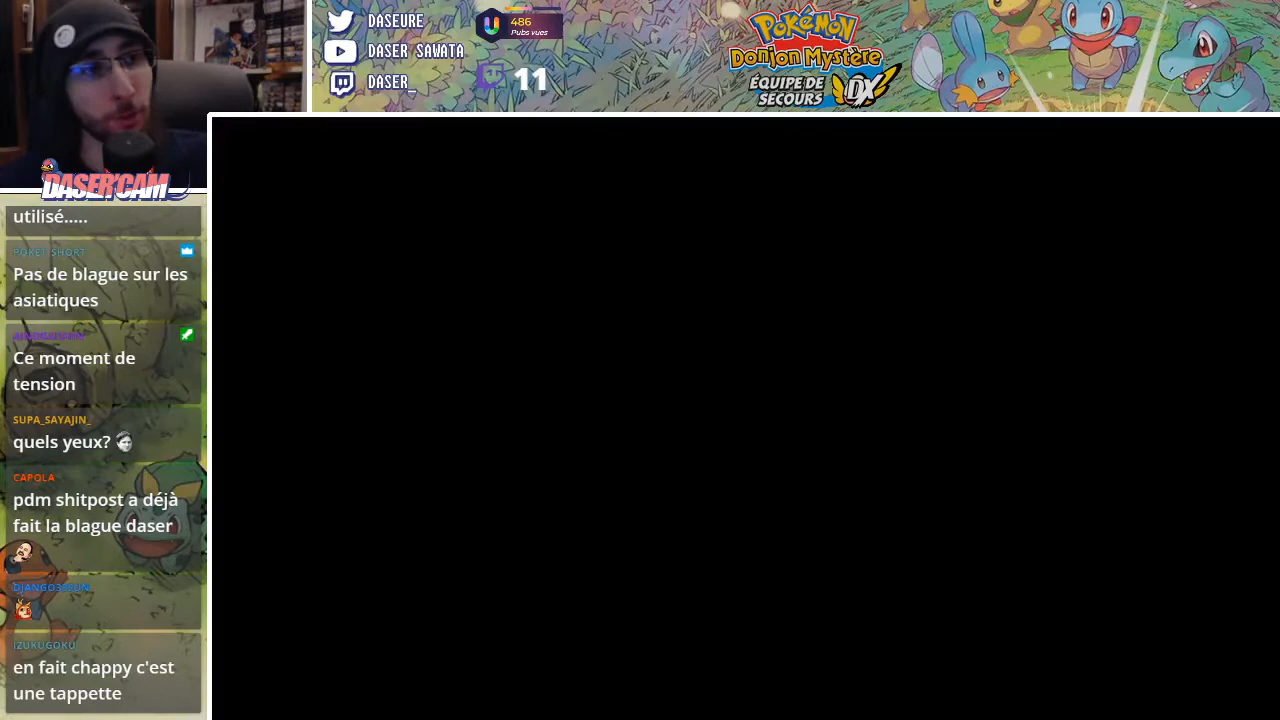 DASEURE
DASER SAWATA
DASER_
486
Pubs vues
11
Pokémon
Donjon Mystère
ÉQUIPE DE
SECOURS DX
DASER'CAM
utilisé.....
POKET SHORT
Pas de blague sur les
asiatiques
Ce moment de
tension
SUPA_SAYAJIN_
quels yeux?
CAPOLA
pdm shitpost a déjà
fait la blague daser
IZUKUGOKU
en fait chappy c'est
une tappette